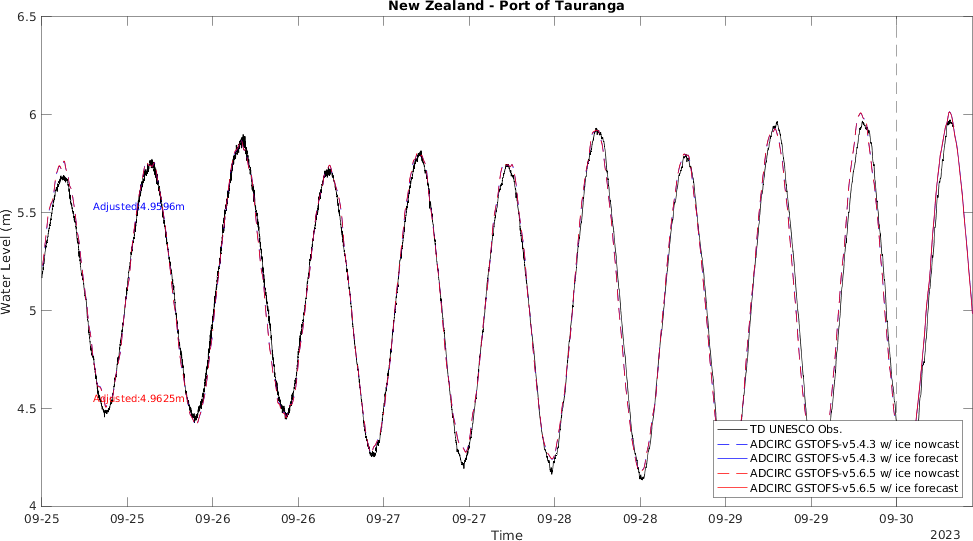 New Zealand - Port of Tauranga
6.5
6
5.5
5
4.5
4
Water Level (m)
Adjusted:4.9596m
Adjusted:4.9625m
TD UNESCO Obs.
ADCIRC GSTOFS-v5.4.3 w/ ice nowcast
ADCIRC GSTOFS-v5.4.3 w/ ice forecast
ADCIRC GSTOFS-v5.6.5 w/ ice nowcast
ADCIRC GSTOFS-v5.6.5 w/ ice forecast
09-25 09-25 09-26 09-26 09-27 09-27 09-28 09-28 09-29 09-29 09-30
Time
2023